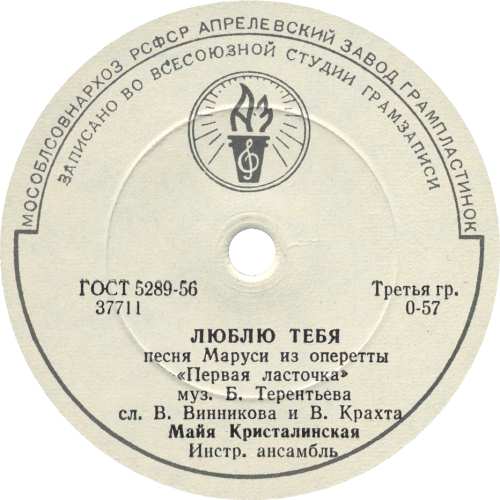 МОСОБЛСОВНАРХОЗ РСФСР АПРЕЛЕВСКИЙ ЗАВОД ГРАМПЛАСТИНОК
ЗАПИСАНО ВО ВСЕСОЮЗНОЙ СТУДИИ ГРАМЗАПИСИ
АЗ
ГОСТ 5289-56
37711
Третья гр.
0-57
ЛЮБЛЮ ТЕБЯ
песня Маруси из оперетты
«Первая ласточка»
муз. Б. Терентьева
сл. В. Винникова и В. Крахта
Майя Кристалинская
Инстр. ансамбль